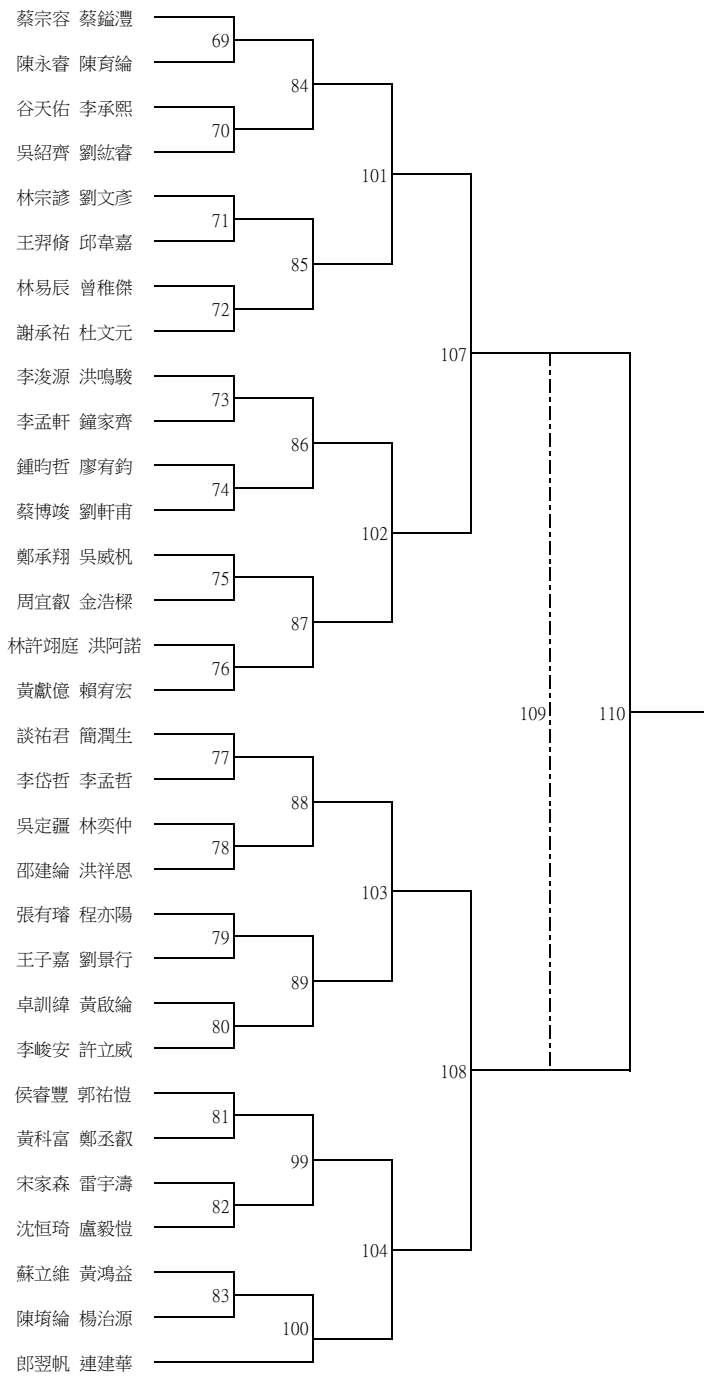 蔡宗容 蔡鎰灃
69
陳永睿 陳育綸
84
谷天佑 李承熙
70
吳紹齊 劉紘睿
101
林宗諺 劉文彥
71
王羿脩 邱韋嘉
85
林易辰 曾稚傑
72
謝承祐 杜文元
107
李浚源 洪鳴駿
73
李孟軒 鐘家齊
86
鍾昀哲 廖宥鈞
74
蔡博竣 劉軒甫
102
鄭承翔 吳威枫
75
周宜叡 金浩樑
87
林許翊庭 洪阿諾
76
黃獻億 賴宥宏
109 110
談祐君 簡潤生
77
李岱哲 李孟哲
88
吳定疆 林奕仲
78
邵建綸 洪祥恩
103
張有璿 程亦陽
79
王子嘉 劉景行
89
卓訓緯 黃啟綸
80
李峻安 許立威
108
侯睿豐 郭祐愷
81
黃科富 鄭丞叡
99
宋家森 雷宇濤
82
沈恒琦 盧毅愷
104
蘇立維 黃鴻益
83
陳堉綸 楊治源
100
郎翌帆 連建華